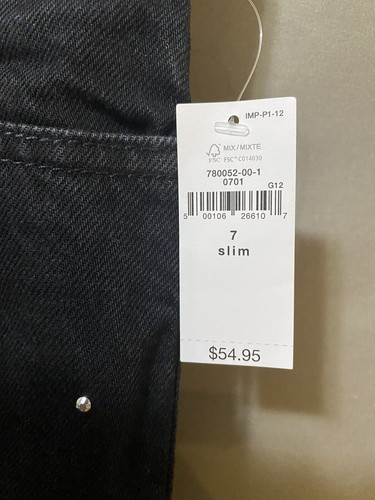 IMP-P1-12
MIX/MIXTE
FSC FSC™ C014030
780052-00-1
0701
G12
5 00106 26610 7
7
slim
$54.95